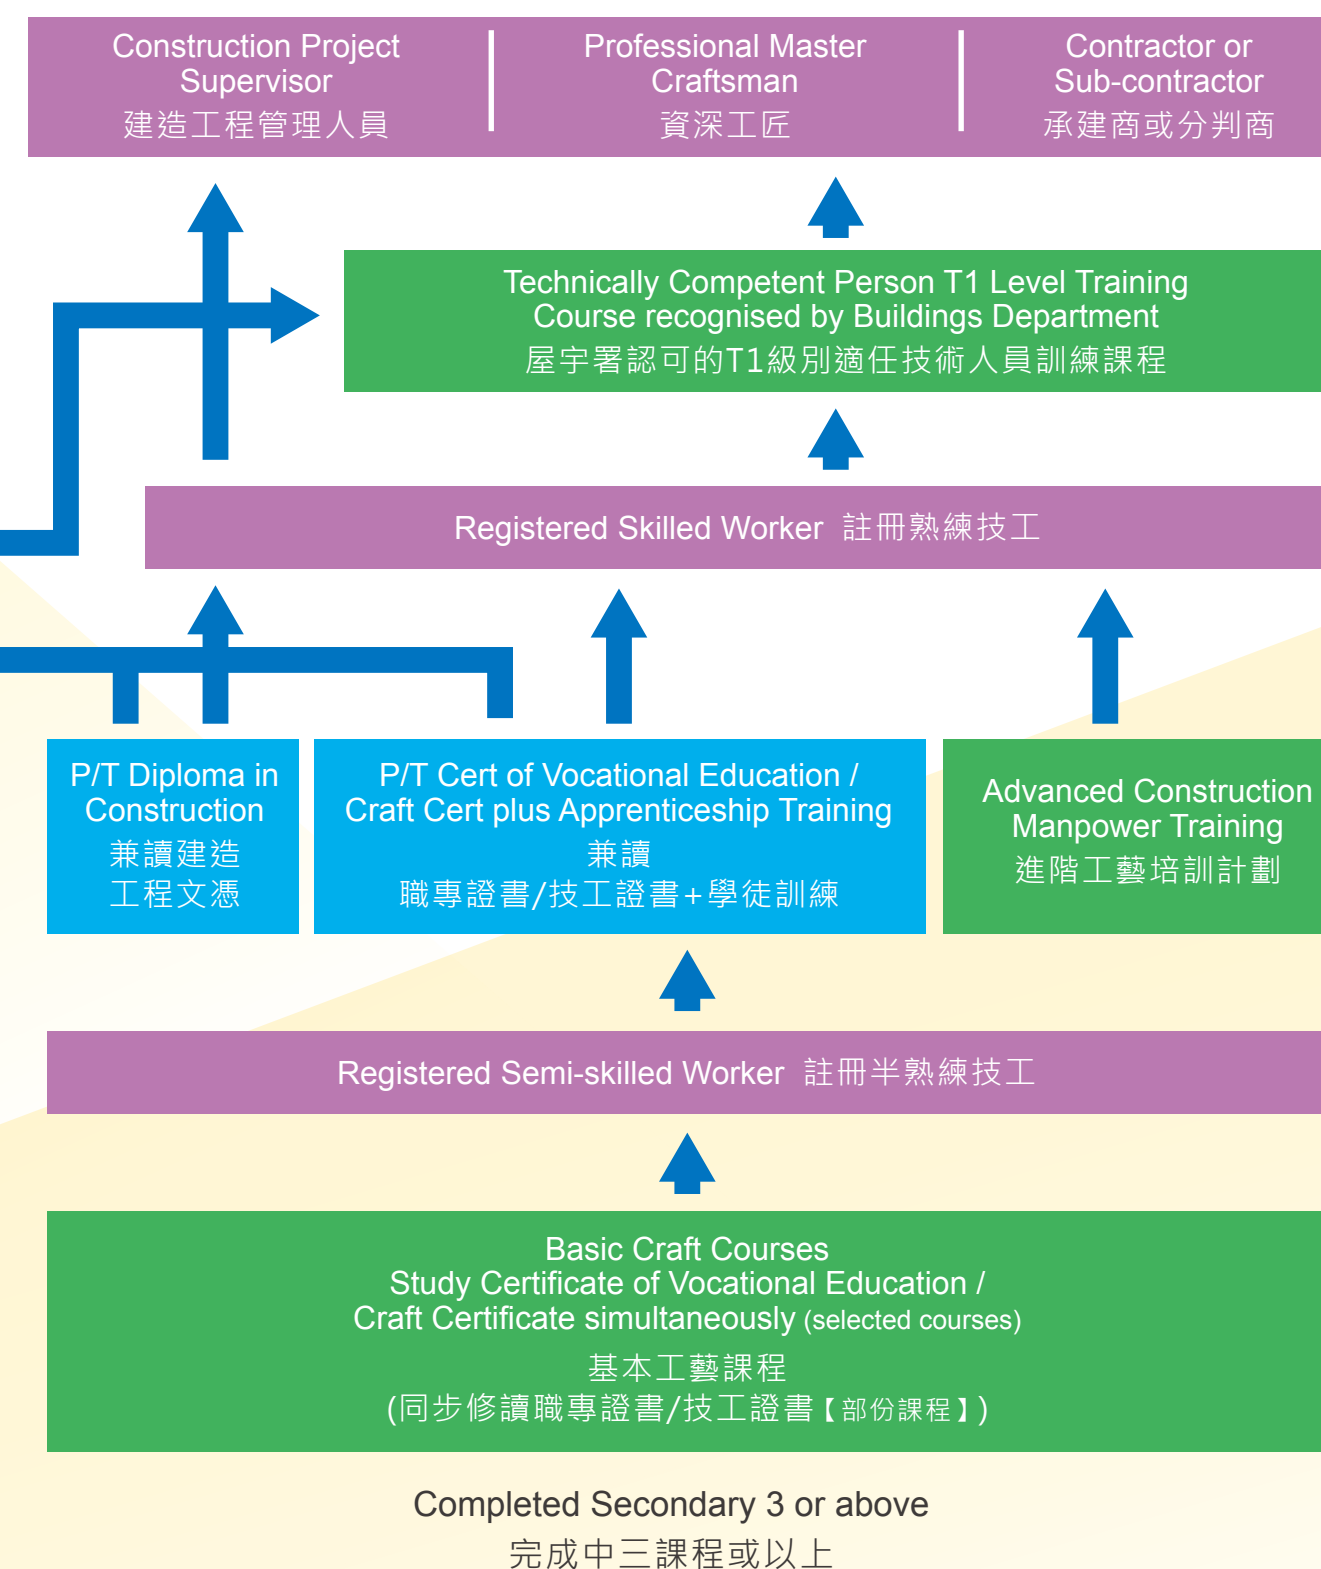 Construction Project
Supervisor
建造工程管理人員
Professional Master
Craftsman
資深工匠
Contractor or
Sub-contractor
承建商或分判商
Technically Competent Person T1 Level Training
Course recognised by Buildings Department
屋宇署認可的T1級別適任技術人員訓練課程
Registered Skilled Worker 註冊熟練技工
P/T Diploma in
Construction
兼讀建造
工程文憑
P/T Cert of Vocational Education /
Craft Cert plus Apprenticeship Training
兼讀
職專證書/技工證書+學徒訓練
Advanced Construction
Manpower Training
進階工藝培訓計劃
Registered Semi-skilled Worker 註冊半熟練技工
Basic Craft Courses
Study Certificate of Vocational Education /
Craft Certificate simultaneously (selected courses)
基本工藝課程
(同步修讀職專證書/技工證書【部份課程】)
Completed Secondary 3 or above
完成中三課程或以上